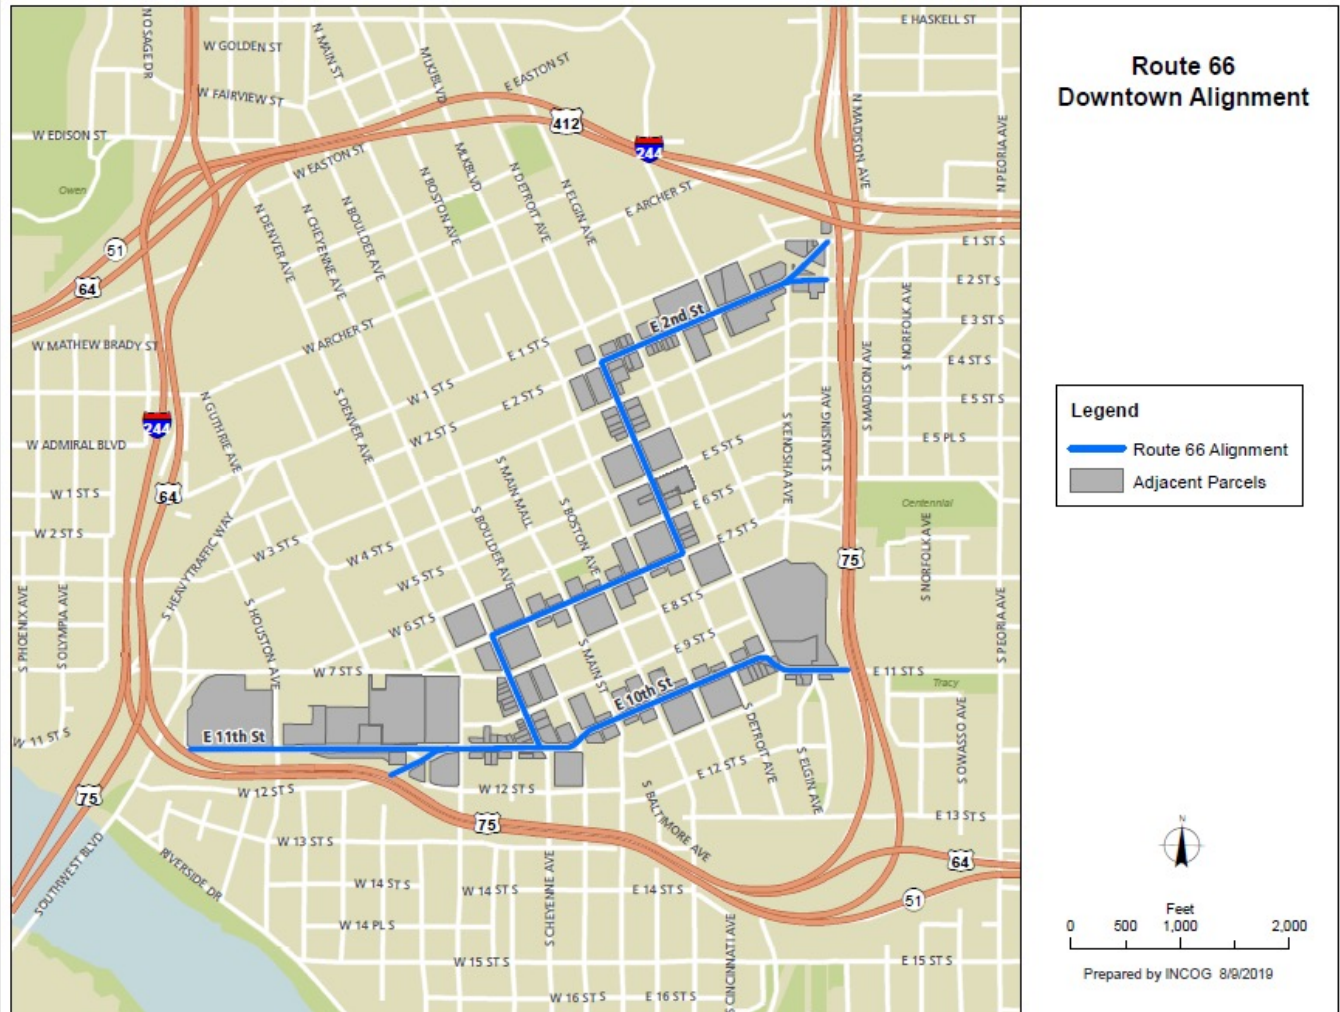 Route 66
Downtown Alignment
Legend
Route 66 Alignment
Adjacent Parcels
N
Feet
0 500 1,000 2,000
Prepared by INCOG 8/9/2019
E HASKELL ST
N OSAGE DR
W GOLDEN ST
N MAIN ST
MLKJBLVD
E EASTON ST
W FAIRVIEW ST
412
N MADISON AVE
N PEORIA AVE
W EDISON ST
244
W EASTON ST
MLKBLVD
N BOSTON AVE
N DETROIT AVE
N ELGIN AVE
E ARCHER ST
Owen
N DENVER AVE
N CHEYENNE AVE
N BOULDER AVE
51
64
E 1 ST S
E 2 ST S
E 2nd St
S NORFOLK AVE
E 3 ST S
W MATHEW BRADY ST
W ARCHER ST
E 1 ST S
S MADISON AVE
E 4 ST S
W 1 ST S
E 2 ST S
E 5 ST S
N GUTHRIE AVE
S DENVER AVE
244
W 2 ST S
W ADMIRAL BLVD
E 5 ST S
S KENOSHA AVE
S LANSING AVE
E 5 PL S
W 1 ST S
64
S MAIN MALL
E 6 ST S
Centennial
W 2 ST S
S HEAVYTRAFFIC WAY
W 3 ST S
W 4 ST S
S BOULDER AVE
S BOSTON AVE
E 7 ST S
S NORFOLK AVE
75
W 5 ST S
S PHOENIX AVE
S OLYMPIA AVE
S HOUSTON AVE
W 6 ST S
E 8 ST S
S PEORIA AVE
E 9 ST S
W 7 ST S
S MAIN ST
E 11 ST S
Tracy
E 10th St
W 11 ST S
E 11th St
S DETROIT AVE
S OWASSO AVE
E 12 ST S
S ELGIN AVE
W 12 ST S
W 12 ST S
75
75
S BALTIMORE AVE
E 13 ST S
W 13 ST S
SOUTHWEST BLVD
RIVERSIDE DR
S CHEYENNE AVE
64
W 14 ST S
W 14 ST S
E 14 ST S
51
W 14 PL S
S CINCINNATI AVE
W 15 ST S
E 15 ST S
W 16 ST S
E 16 ST S